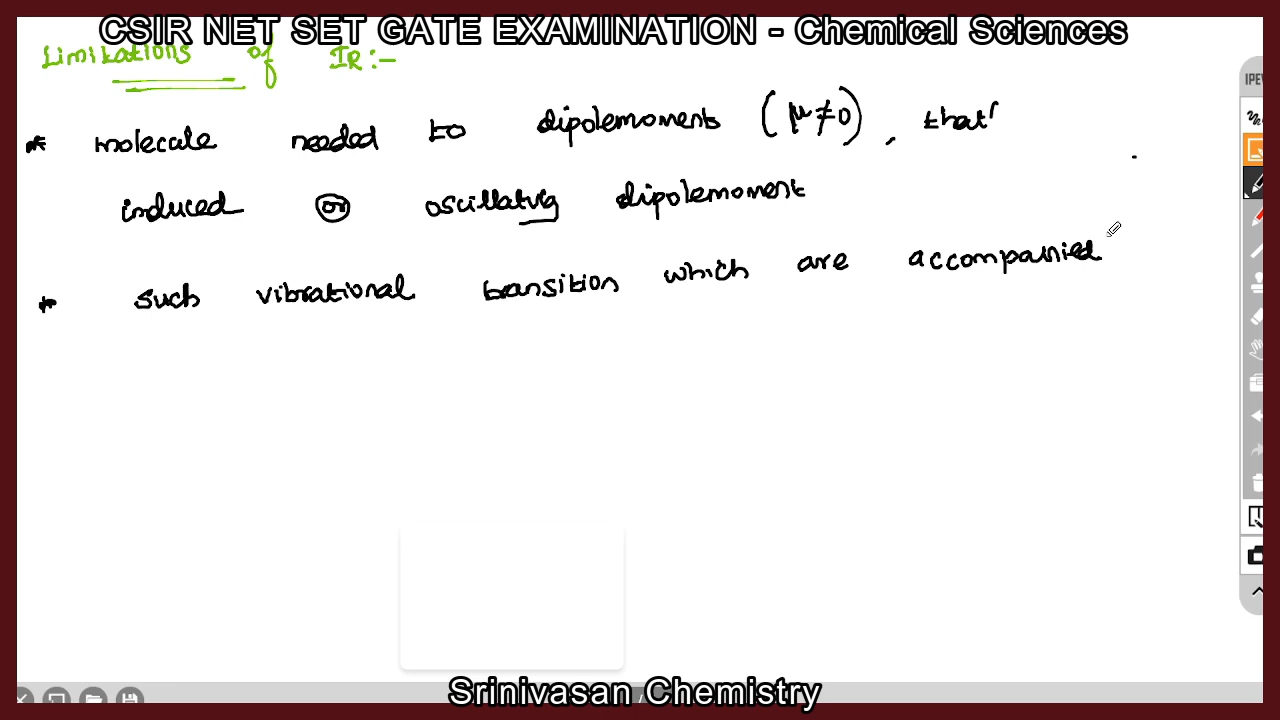 CSIR NET SET GATE EXAMINATION - Chemical Sciences
Limitations of IR:-
* molecule needed to dipolemoment (μ≠0), that'
induced or oscillating dipolemoment
* such vibrational transition which are accompanied
Srinivasan Chemistry